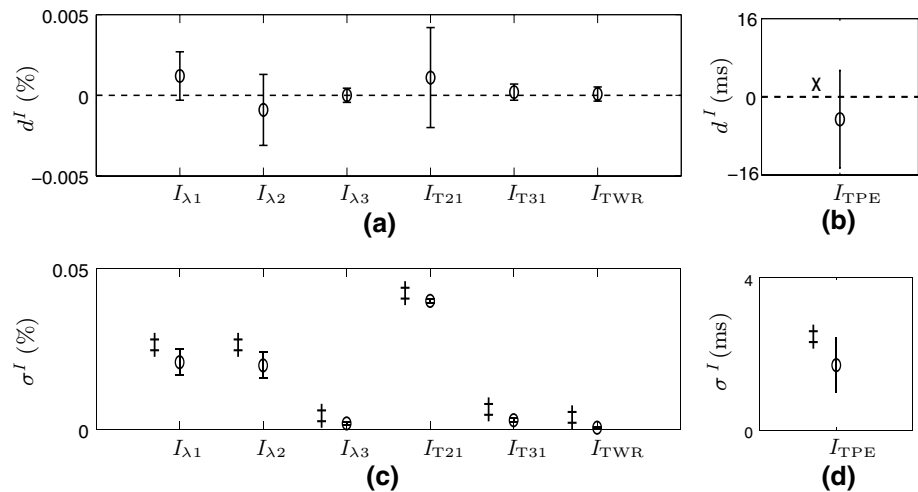 0.005
0
−0.005
d^I (%)
I_λ1 I_λ2 I_λ3 I_T21 I_T31 I_TWR
(a)
16
0
−16
d^I (ms)
x
I_TPE
(b)
0.05
0
σ^I (%)
‡ ‡ ‡ ‡ ‡ ‡
I_λ1 I_λ2 I_λ3 I_T21 I_T31 I_TWR
(c)
4
0
σ^I (ms)
‡
I_TPE
(d)